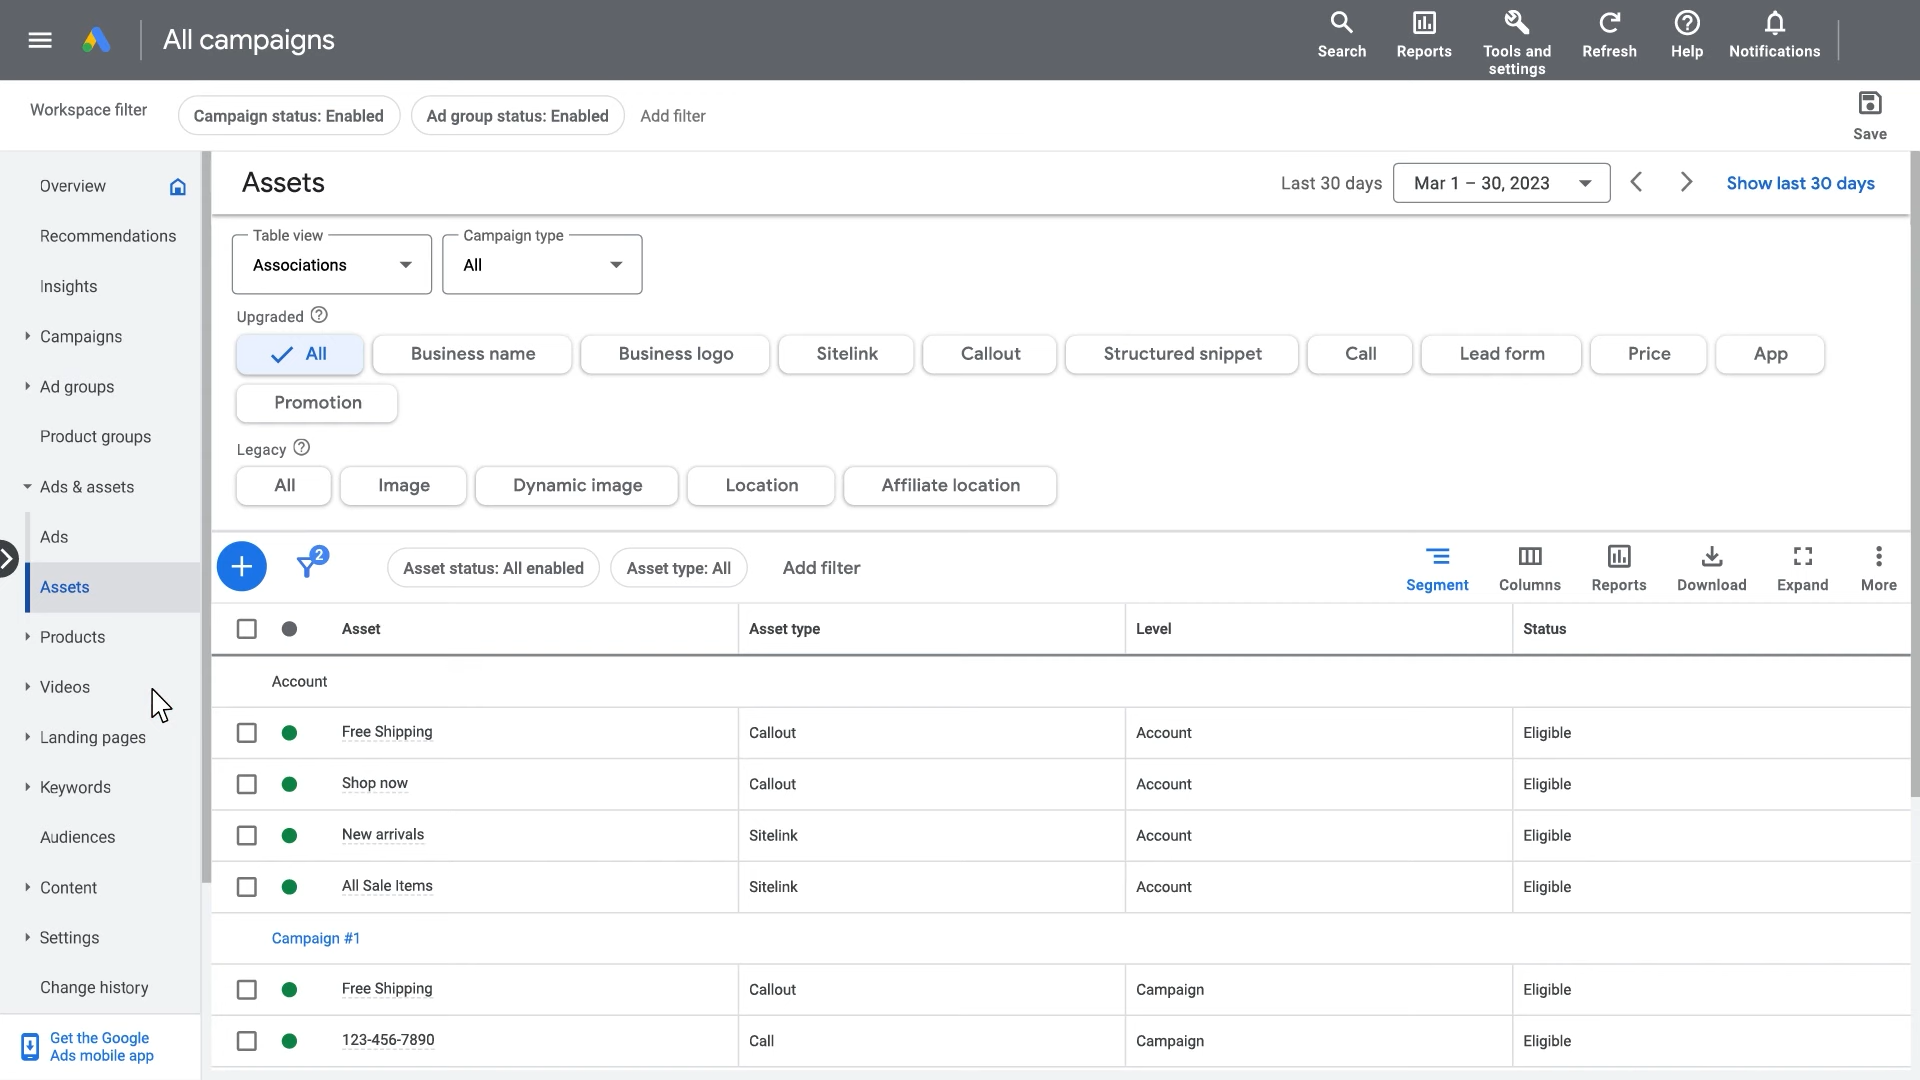 All campaigns
Search
Reports
Tools and
settings
Refresh
Help
Notifications
Workspace filter
Campaign status: Enabled
Ad group status: Enabled
Add filter
Save
Overview
Recommendations
Insights
Campaigns
Ad groups
Product groups
Ads & assets
Ads
Assets
Products
Videos
Landing pages
Keywords
Audiences
Content
Settings
Change history
Get the Google
Ads mobile app
Assets
Last 30 days
Mar 1 – 30, 2023
Show last 30 days
Table view
Associations
Campaign type
All
Upgraded
All
Business name
Business logo
Sitelink
Callout
Structured snippet
Call
Lead form
Price
App
Promotion
Legacy
All
Image
Dynamic image
Location
Affiliate location
2
Asset status: All enabled
Asset type: All
Add filter
Segment
Columns
Reports
Download
Expand
More
Asset Asset type Level Status
Account
Free Shipping Callout Account Eligible
Shop now Callout Account Eligible
New arrivals Sitelink Account Eligible
All Sale Items Sitelink Account Eligible
Campaign #1
Free Shipping Callout Campaign Eligible
123-456-7890 Call Campaign Eligible